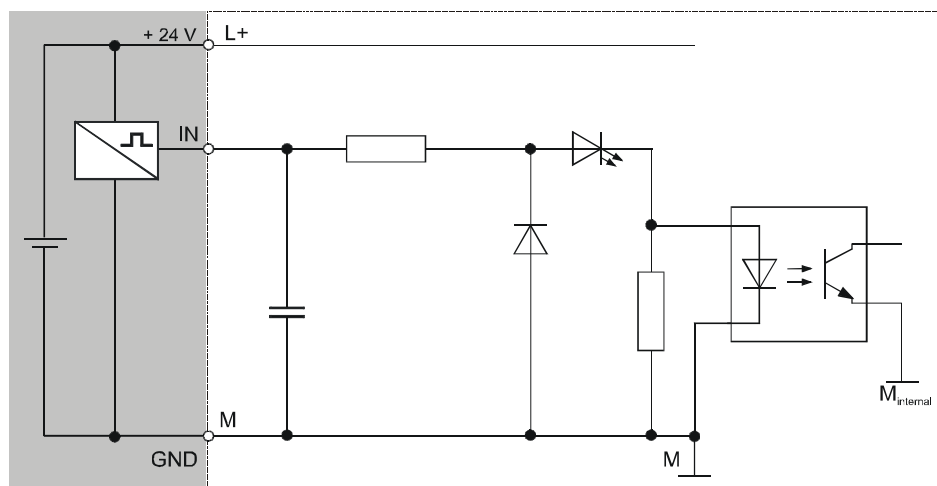 + 24 V
L+
IN
M
GND
M
Minternal